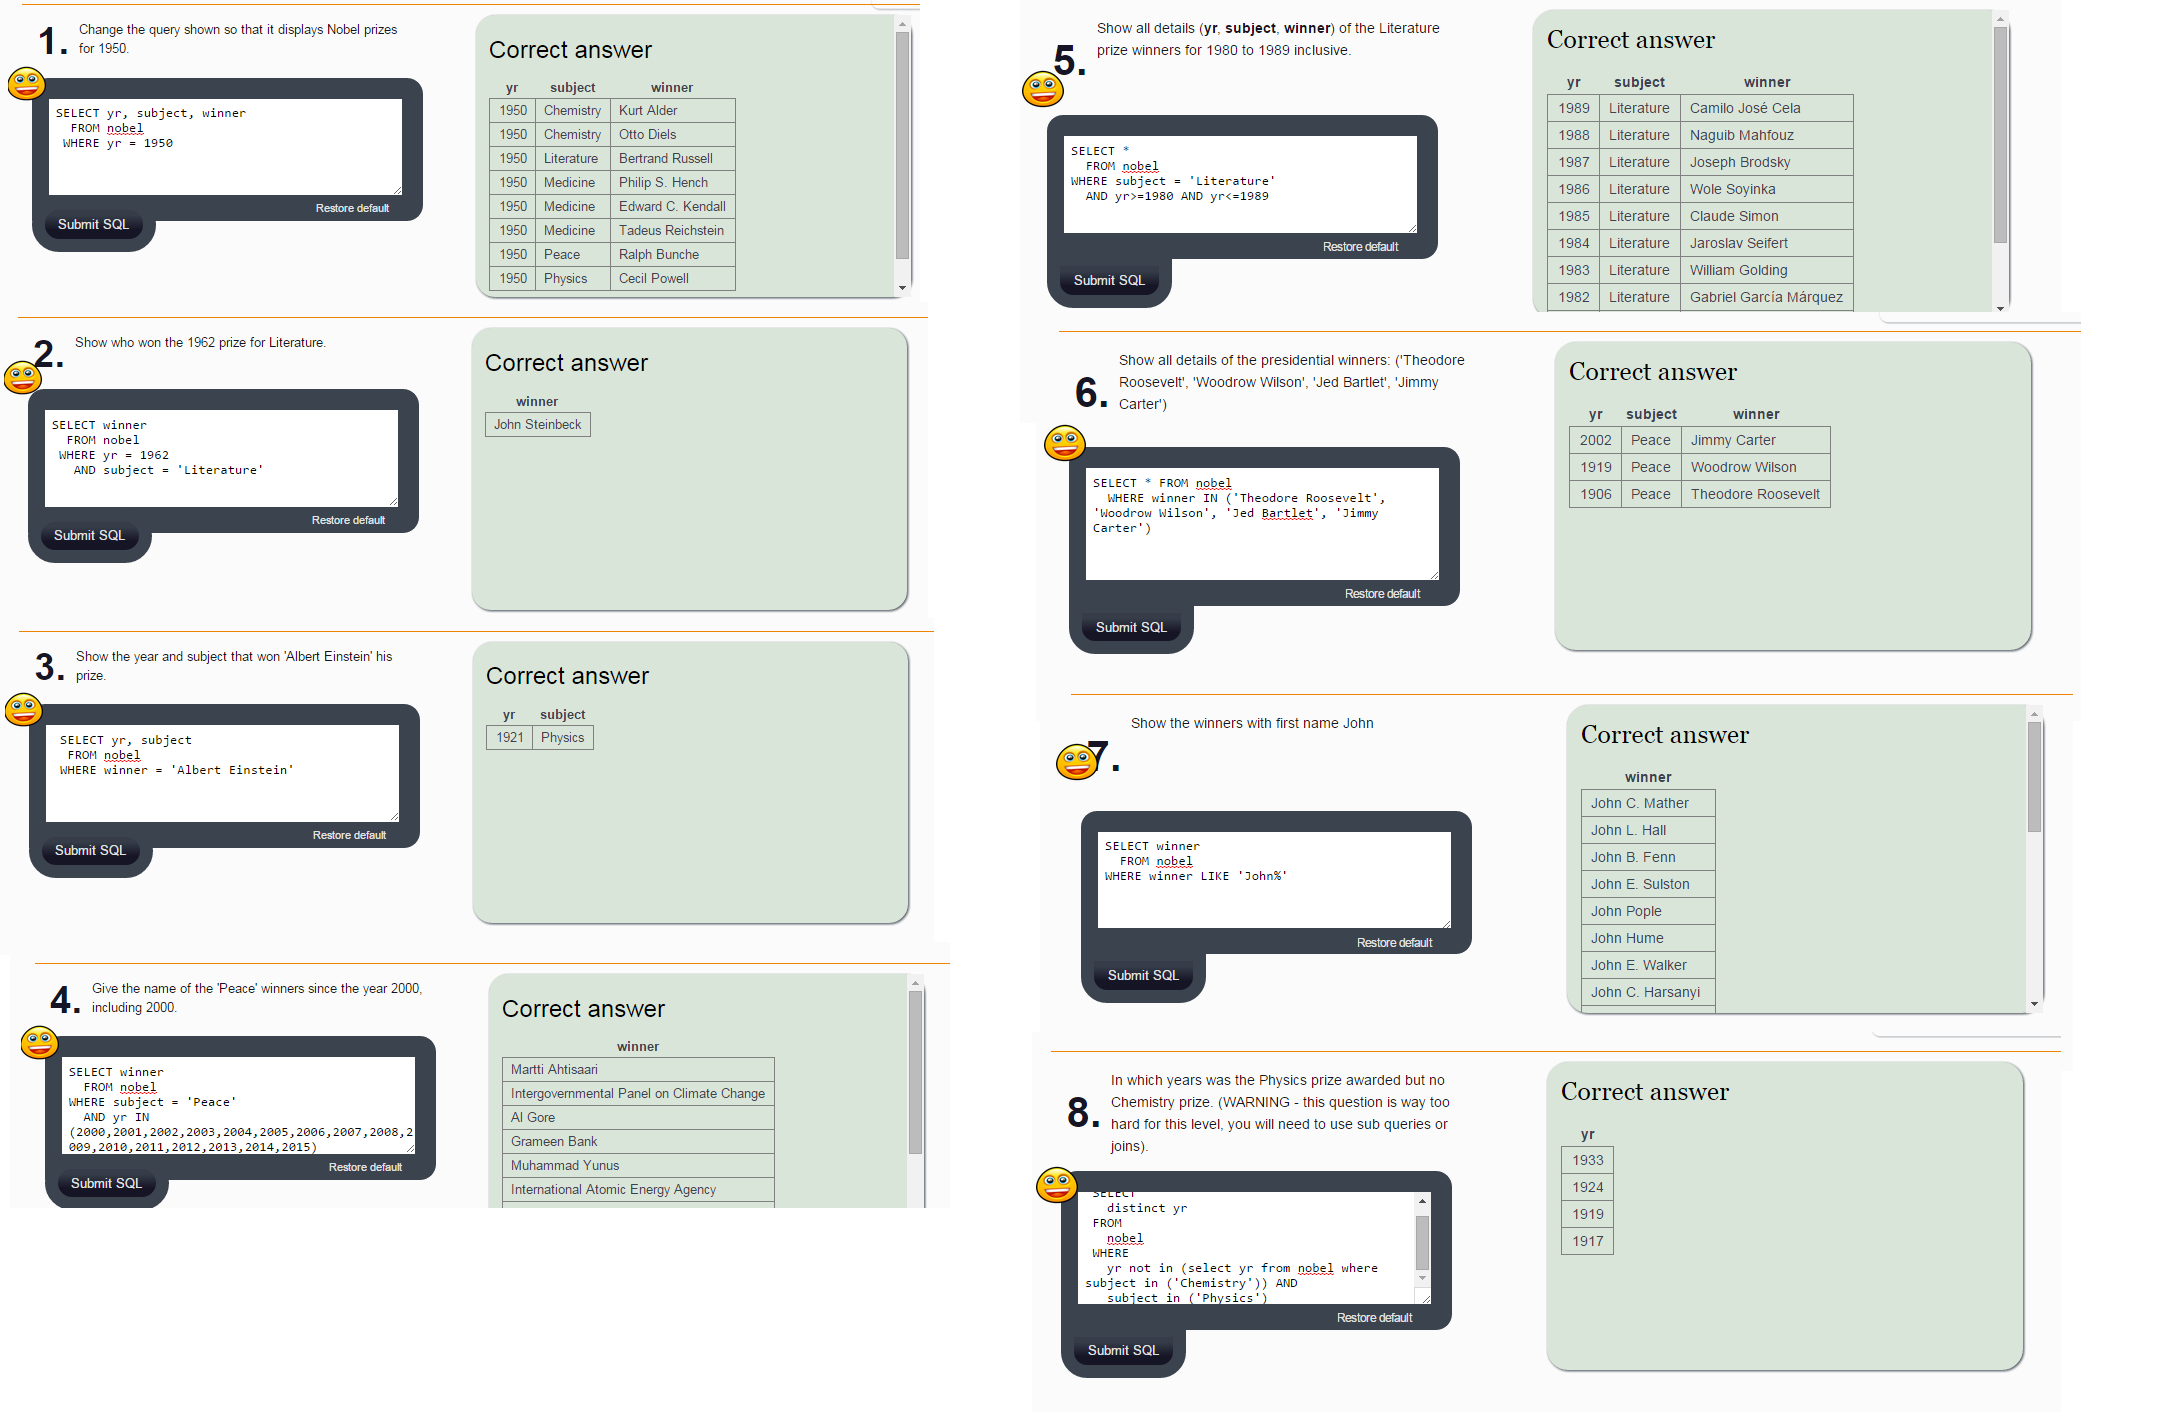 1.
Change the query shown so that it displays Nobel prizes
for 1950.
SELECT yr, subject, winner
FROM nobel
WHERE yr = 1950
Restore default
Submit SQL
Correct answer
yr subject winner
1950 Chemistry Kurt Alder
1950 Chemistry Otto Diels
1950 Literature Bertrand Russell
1950 Medicine Philip S. Hench
1950 Medicine Edward C. Kendall
1950 Medicine Tadeus Reichstein
1950 Peace Ralph Bunche
1950 Physics Cecil Powell
2.
Show who won the 1962 prize for Literature.
SELECT winner
FROM nobel
WHERE yr = 1962
AND subject = 'Literature'
Restore default
Submit SQL
Correct answer
winner
John Steinbeck
3.
Show the year and subject that won 'Albert Einstein' his
prize.
SELECT yr, subject
FROM nobel
WHERE winner = 'Albert Einstein'
Restore default
Submit SQL
Correct answer
yr subject
1921 Physics
4.
Give the name of the 'Peace' winners since the year 2000,
including 2000.
SELECT winner
FROM nobel
WHERE subject = 'Peace'
AND yr IN
(2000,2001,2002,2003,2004,2005,2006,2007,2008,2
009,2010,2011,2012,2013,2014,2015)
Restore default
Submit SQL
Correct answer
winner
Martti Ahtisaari
Intergovernmental Panel on Climate Change
Al Gore
Grameen Bank
Muhammad Yunus
International Atomic Energy Agency
5.
Show all details (yr, subject, winner) of the Literature
prize winners for 1980 to 1989 inclusive.
SELECT *
FROM nobel
WHERE subject = 'Literature'
AND yr>=1980 AND yr<=1989
Restore default
Submit SQL
Correct answer
yr subject winner
1989 Literature Camilo José Cela
1988 Literature Naguib Mahfouz
1987 Literature Joseph Brodsky
1986 Literature Wole Soyinka
1985 Literature Claude Simon
1984 Literature Jaroslav Seifert
1983 Literature William Golding
1982 Literature Gabriel García Márquez
6.
Show all details of the presidential winners: ('Theodore
Roosevelt', 'Woodrow Wilson', 'Jed Bartlet', 'Jimmy
Carter')
SELECT * FROM nobel
WHERE winner IN ('Theodore Roosevelt',
'Woodrow Wilson', 'Jed Bartlet', 'Jimmy
Carter')
Restore default
Submit SQL
Correct answer
yr subject winner
2002 Peace Jimmy Carter
1919 Peace Woodrow Wilson
1906 Peace Theodore Roosevelt
7.
Show the winners with first name John
SELECT winner
FROM nobel
WHERE winner LIKE 'John%'
Restore default
Submit SQL
Correct answer
winner
John C. Mather
John L. Hall
John B. Fenn
John E. Sulston
John Pople
John Hume
John E. Walker
John C. Harsanyi
8.
In which years was the Physics prize awarded but no
Chemistry prize. (WARNING - this question is way too
hard for this level, you will need to use sub queries or
joins).
SELECT
distinct yr
FROM
nobel
WHERE
yr not in (select yr from nobel where
subject in ('Chemistry')) AND
subject in ('Physics')
Restore default
Submit SQL
Correct answer
yr
1933
1924
1919
1917